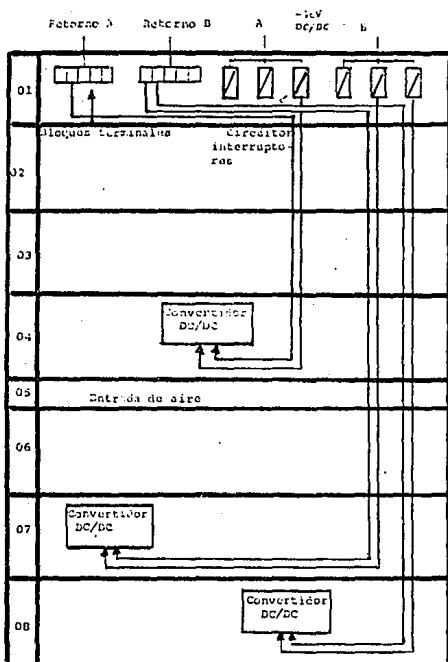 Retorno A Retorno B A DC/DC B
01
Bloques terminales Circuitos
interrupto-
res
02
03
Convertidor
DC/DC
04
05 Entrada de aire
06
Convertidor
DC/DC
07
Convertidor
DC/DC
08